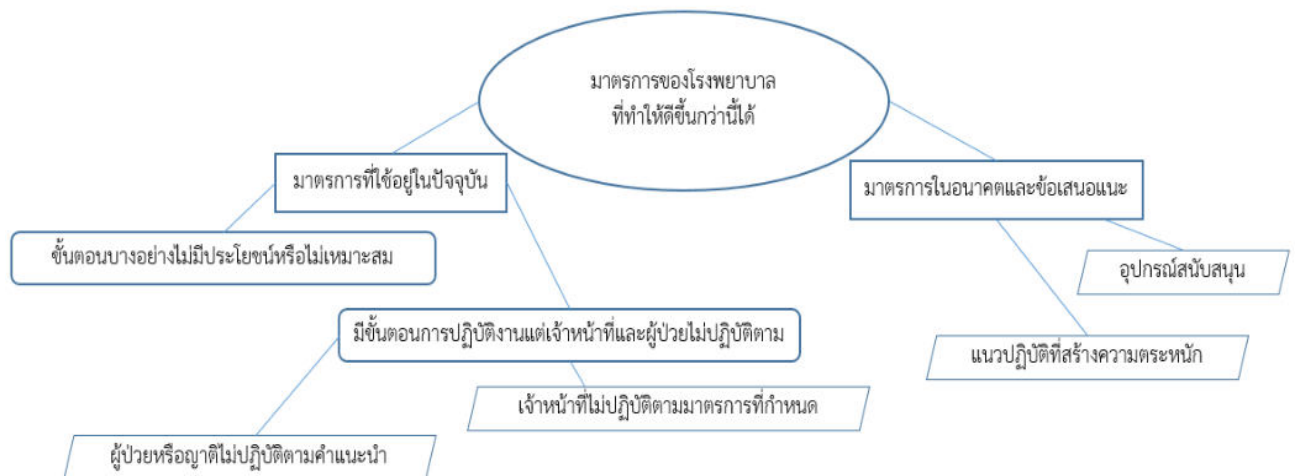 มาตรการของโรงพยาบาล
ที่ทำให้ดีขึ้นกว่านี้ได้
มาตรการที่ใช้อยู่ในปัจจุบัน
มาตรการในอนาคตและข้อเสนอแนะ
ขั้นตอนบางอย่างไม่มีประโยชน์หรือไม่เหมาะสม
อุปกรณ์สนับสนุน
มีขั้นตอนการปฏิบัติงานแต่เจ้าหน้าที่และผู้ป่วยไม่ปฏิบัติตาม
แนวปฏิบัติที่สร้างความตระหนัก
เจ้าหน้าที่ไม่ปฏิบัติตามมาตรการที่กำหนด
ผู้ป่วยหรือญาติไม่ปฏิบัติตามคำแนะนำ